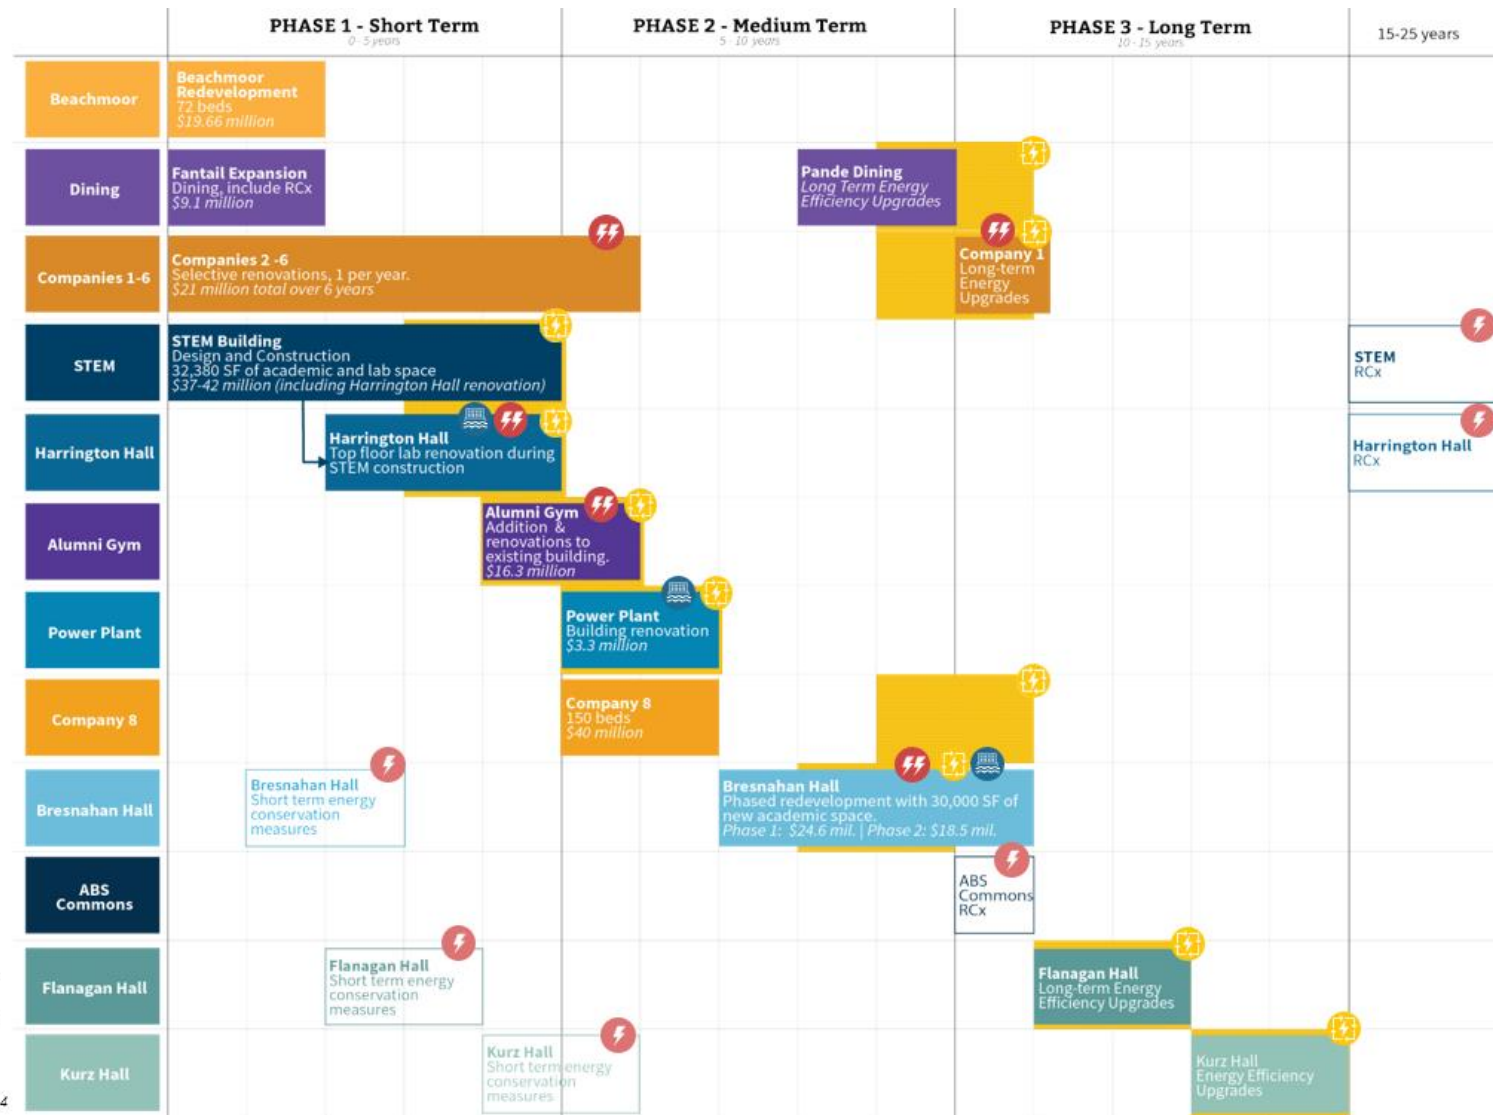 PHASE 1 - Short Term
0 - 5 years
PHASE 2 - Medium Term
5 - 10 years
PHASE 3 - Long Term
10 - 15 years
15-25 years
Beachmoor
Beachmoor
Redevelopment
72 beds
$19.66 million
Dining
Fantail Expansion
Dining, include RCx
$9.1 million
Pande Dining
Long Term Energy
Efficiency Upgrades
Companies 1-6
Companies 2 -6
Selective renovations, 1 per year.
$21 million total over 6 years
Company 1
Long-term
Energy
Upgrades
STEM
STEM Building
Design and Construction
32,380 SF of academic and lab space
$37-42 million (including Harrington Hall renovation)
STEM
RCx
Harrington Hall
Harrington Hall
Top floor lab renovation during
STEM construction
Harrington Hall
RCx
Alumni Gym
Alumni Gym
Addition &
renovations to
existing building.
$16.3 million
Power Plant
Power Plant
Building renovation
$3.3 million
Company 8
Company 8
150 beds
$40 million
Bresnahan Hall
Bresnahan Hall
Short term energy
conservation
measures
Bresnahan Hall
Phased redevelopment with 30,000 SF of
new academic space.
Phase 1: $24.6 mil. | Phase 2: $18.5 mil.
ABS
Commons
ABS
Commons
RCx
Flanagan Hall
Flanagan Hall
Short term energy
conservation
measures
Flanagan Hall
Long-term Energy
Efficiency Upgrades
Kurz Hall
Kurz Hall
Short term energy
conservation
measures
Kurz Hall
Energy Efficiency
Upgrades
4